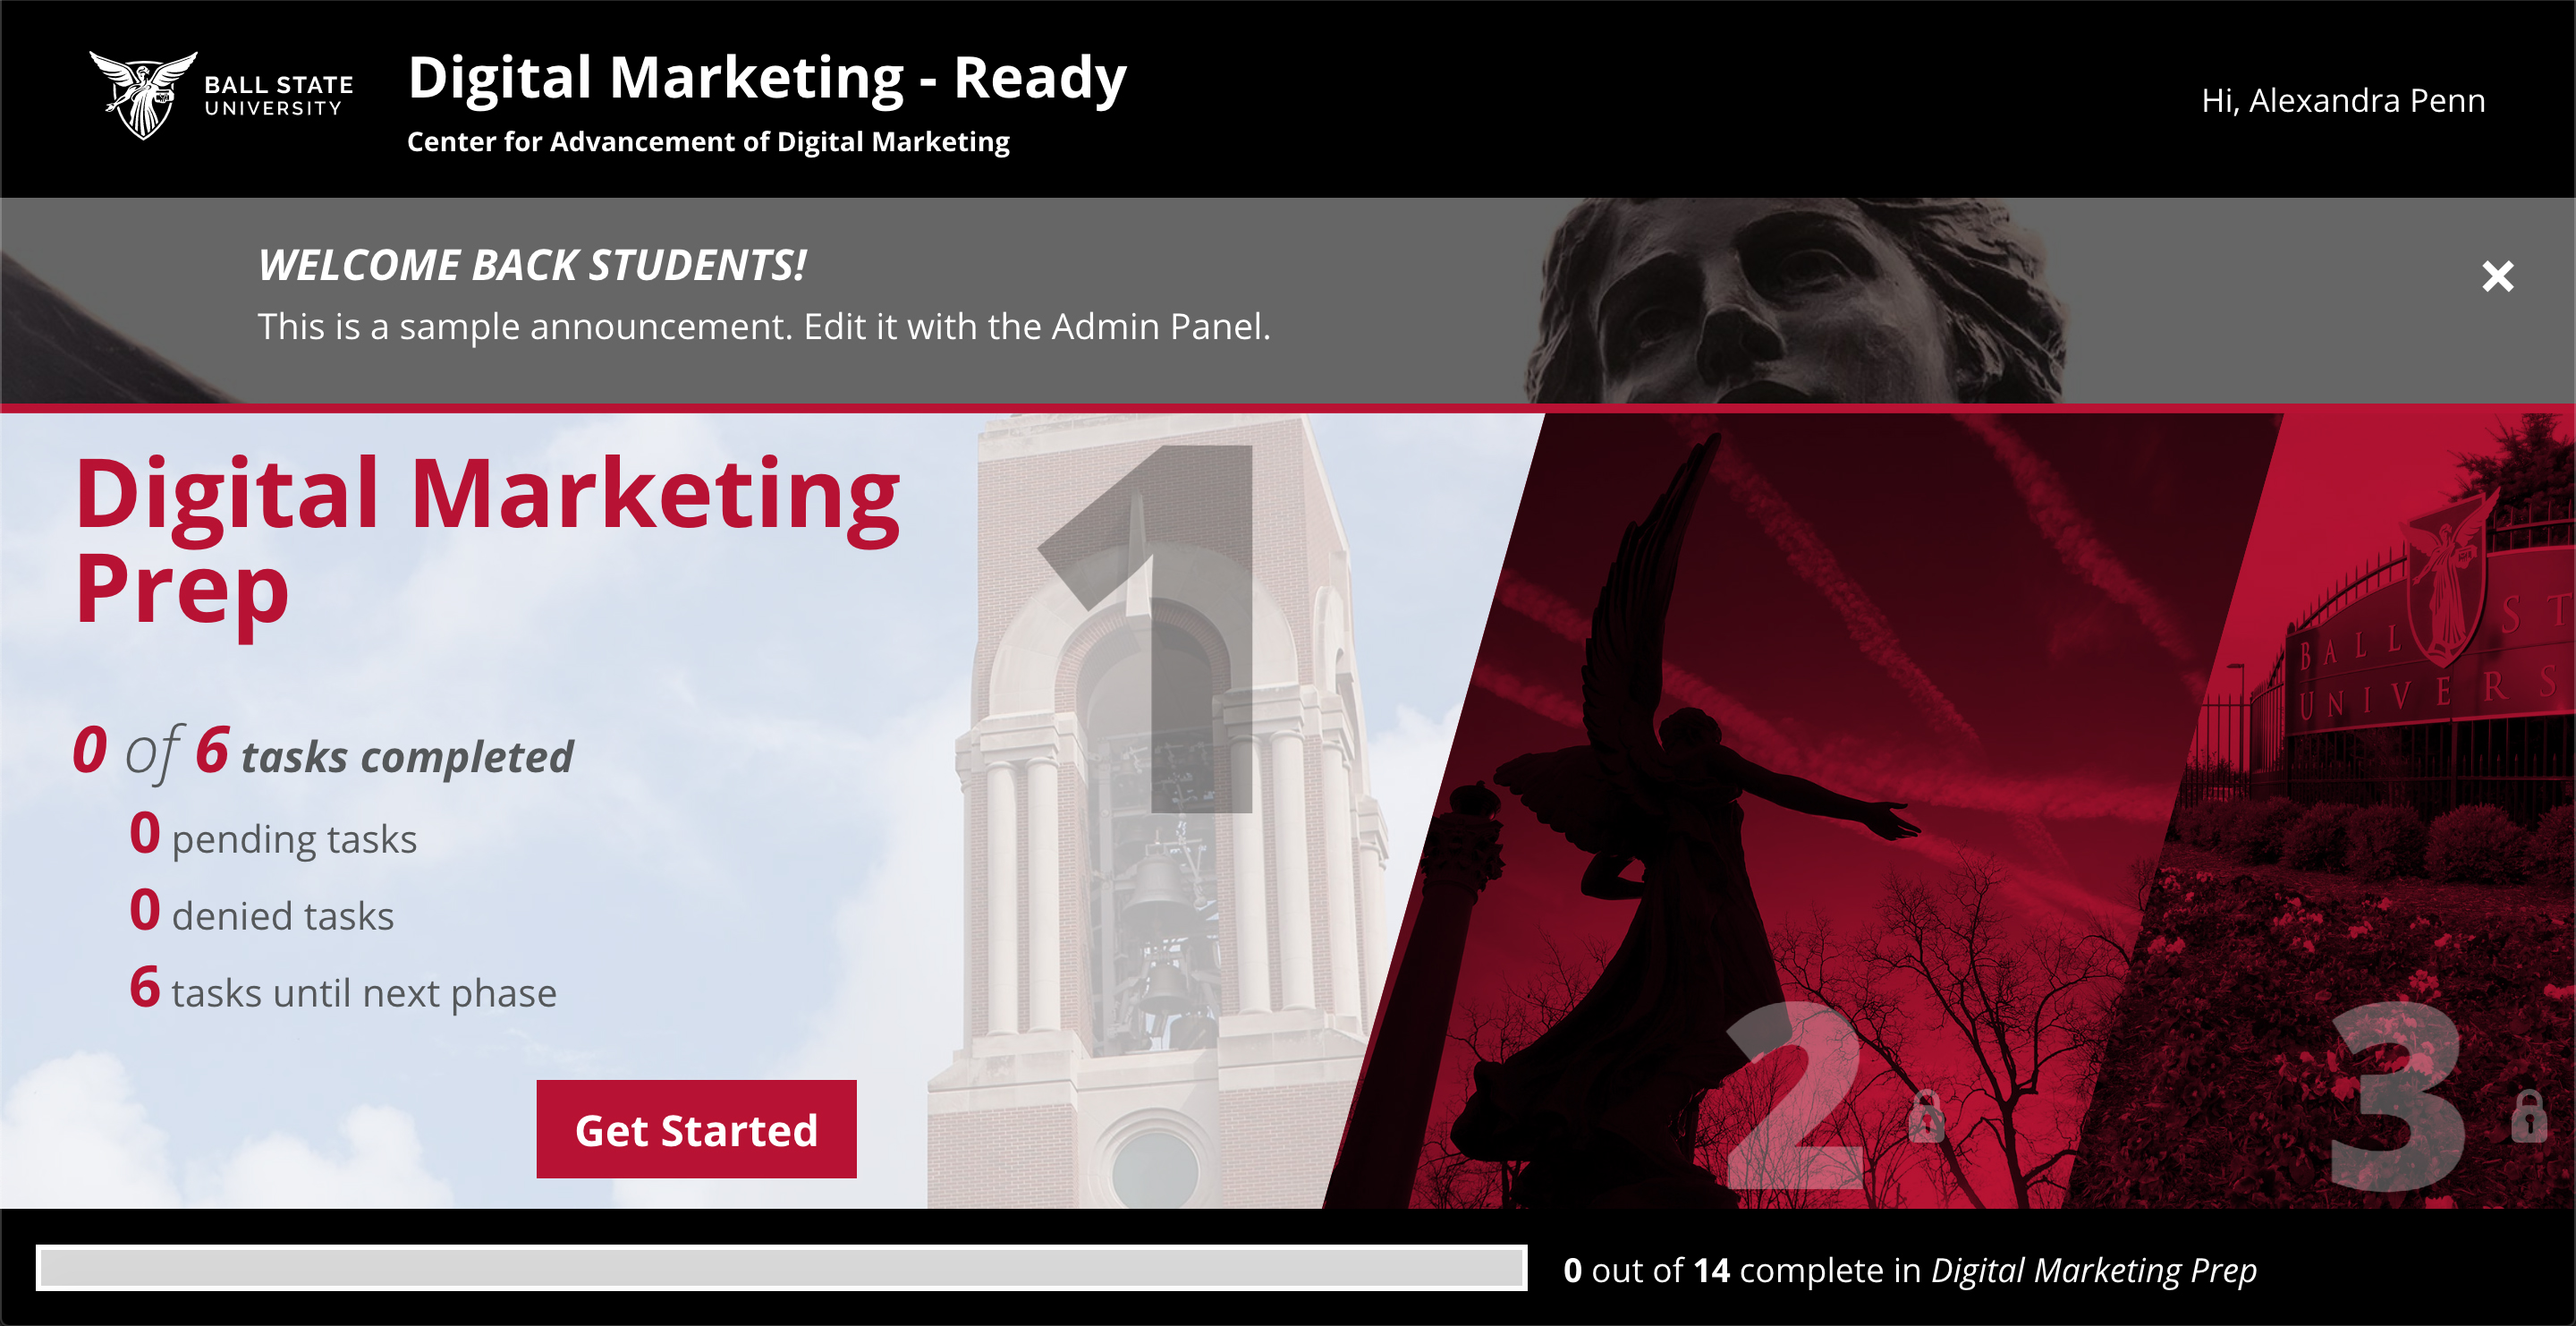 BALL STATE
UNIVERSITY
Digital Marketing - Ready
Center for Advancement of Digital Marketing
Hi, Alexandra Penn
WELCOME BACK STUDENTS!
This is a sample announcement. Edit it with the Admin Panel.
Digital Marketing
Prep
1
0 of 6 tasks completed
0 pending tasks
0 denied tasks
6 tasks until next phase
Get Started
BALL ST
UNIVERS
2
3
0 out of 14 complete in Digital Marketing Prep